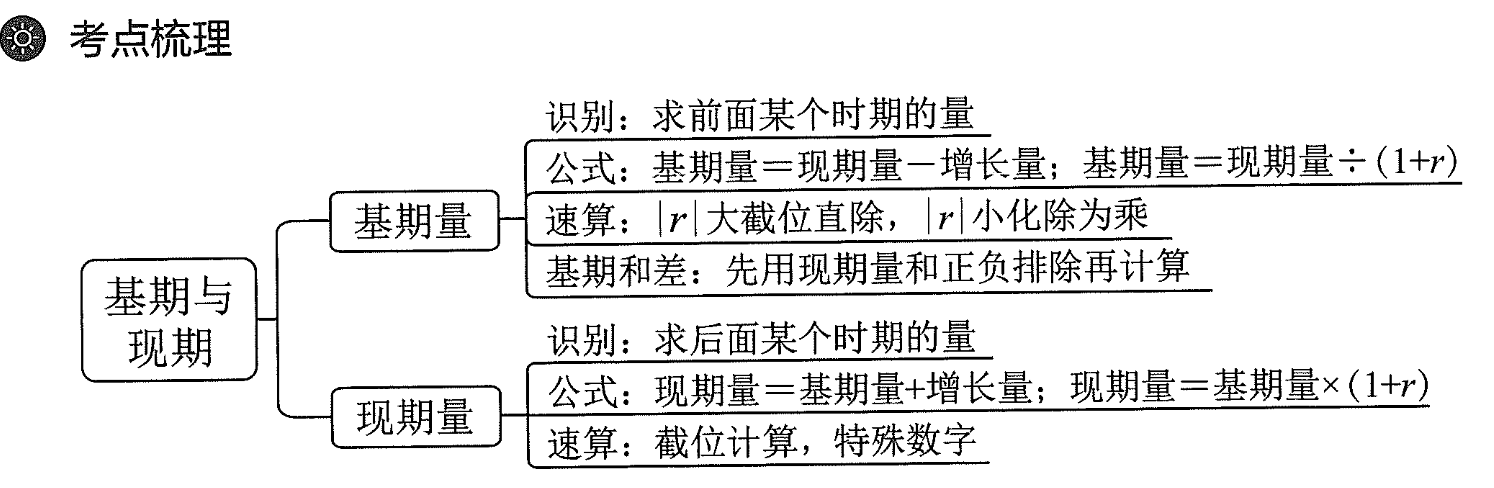 考点梳理
识别：求前面某个时期的量
公式：基期量＝现期量－增长量；基期量＝现期量÷(1+r)
基期量
速算：|r|大截位直除，|r|小化除为乘
基期和差：先用现期量和正负排除再计算
基期与
现期
识别：求后面某个时期的量
公式：现期量＝基期量+增长量；现期量＝基期量×(1+r)
现期量
速算：截位计算，特殊数字